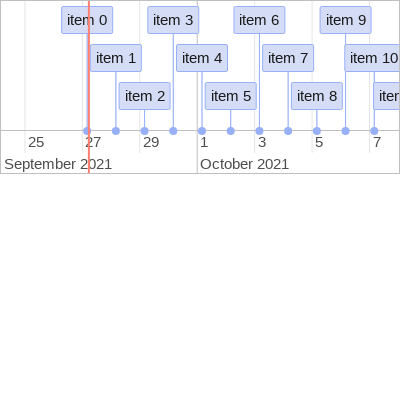 item 0
item 3
item 6
item 9
item 1
item 4
item 7
item 10
item 2
item 5
item 8
25
27
29
1
3
5
7
September 2021
October 2021